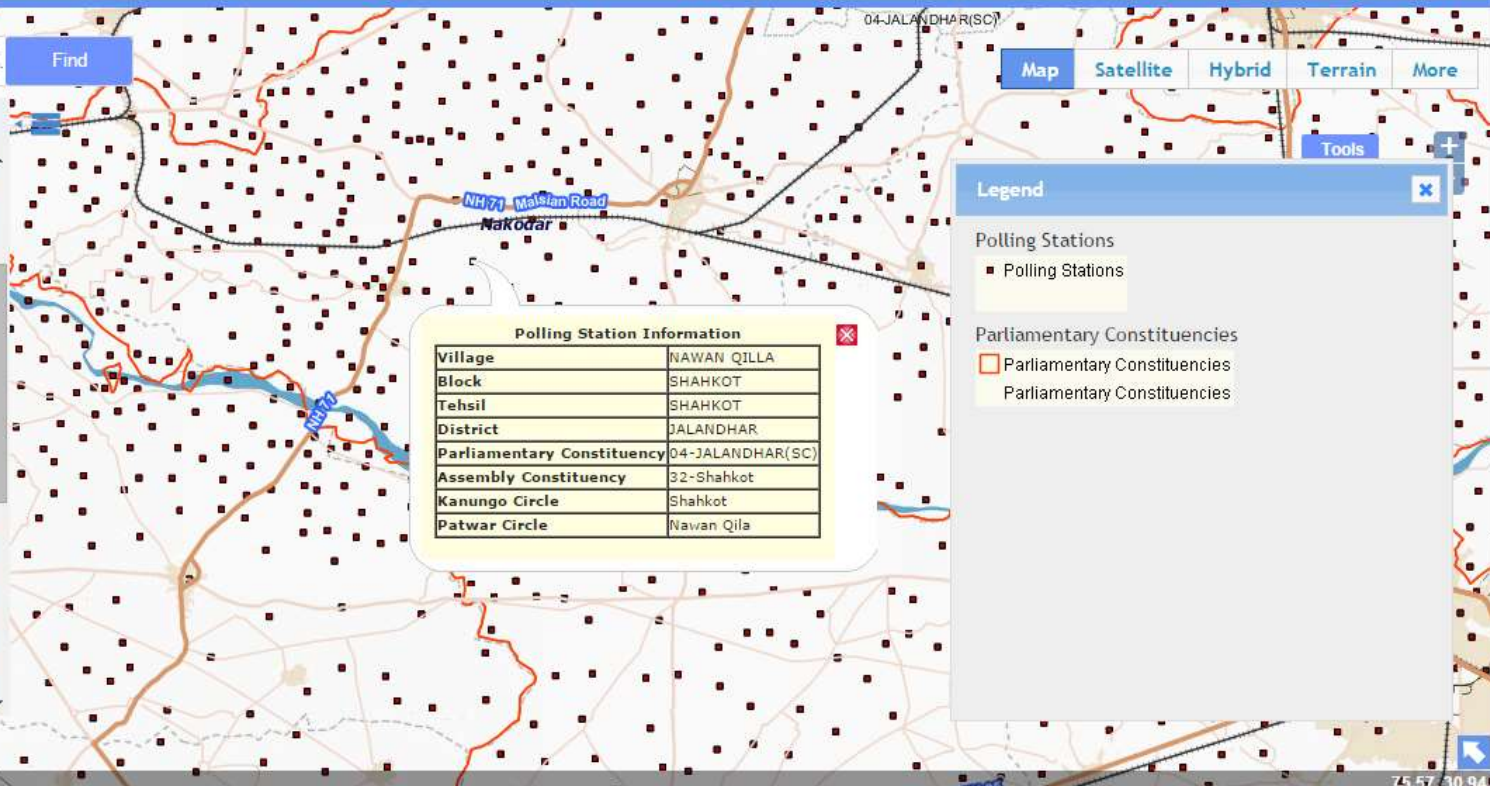 04-JALANDHAR(SC)
Find
Map Satellite Hybrid Terrain More
Tools
+
Legend
NH 71 Malsian Road
Nakodar
Polling Stations
Polling Stations
Parliamentary Constituencies
Parliamentary Constituencies
Parliamentary Constituencies
Polling Station Information
Village NAWAN QILLA
Block SHAHKOT
Tehsil SHAHKOT
District JALANDHAR
Parliamentary Constituency 04-JALANDHAR(SC)
Assembly Constituency 32-Shahkot
Kanungo Circle Shahkot
Patwar Circle Nawan Qila
NH 71
75.57, 30.94